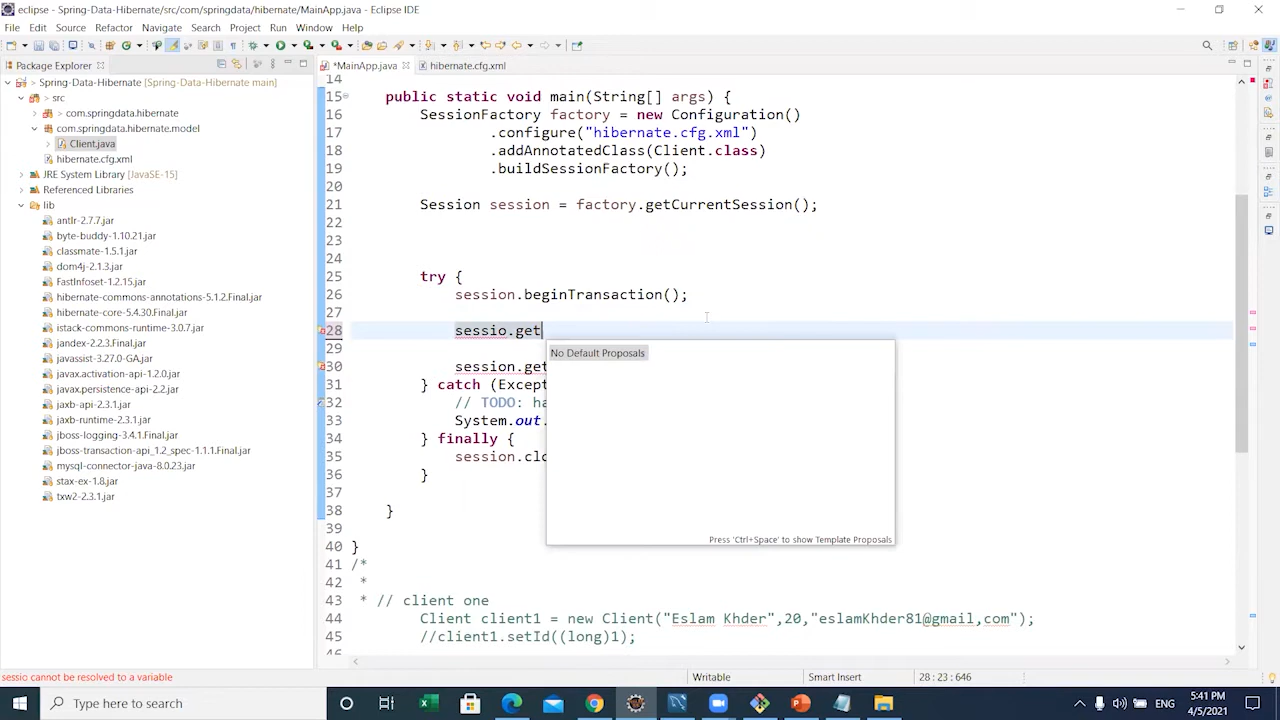 eclipse - Spring-Data-Hibernate/src/com/springdata/hibernate/MainApp.java - Eclipse IDE
File Edit Source Refactor Navigate Search Project Run Window Help
Package Explorer
*MainApp.java
hibernate.cfg.xml
> Spring-Data-Hibernate [Spring-Data-Hibernate main]
> src
> com.springdata.hibernate
com.springdata.hibernate.model
> Client.java
hibernate.cfg.xml
JRE System Library [JavaSE-15]
Referenced Libraries
lib
antlr-2.7.7.jar
byte-buddy-1.10.21.jar
classmate-1.5.1.jar
dom4j-2.1.3.jar
FastInfoset-1.2.15.jar
hibernate-commons-annotations-5.1.2.Final.jar
hibernate-core-5.4.30.Final.jar
istack-commons-runtime-3.0.7.jar
jandex-2.2.3.Final.jar
javassist-3.27.0-GA.jar
javax.activation-api-1.2.0.jar
javax.persistence-api-2.2.jar
jaxb-api-2.3.1.jar
jaxb-runtime-2.3.1.jar
jboss-logging-3.4.1.Final.jar
jboss-transaction-api_1.2_spec-1.1.1.Final.jar
mysql-connector-java-8.0.23.jar
stax-ex-1.8.jar
txw2-2.3.1.jar
14
15 public static void main(String[] args) {
16 SessionFactory factory = new Configuration()
17 .configure("hibernate.cfg.xml")
18 .addAnnotatedClass(Client.class)
19 .buildSessionFactory();
20
21 Session session = factory.getCurrentSession();
22
23
24
25 try {
26 session.beginTransaction();
27
28 sessio.get
29
30 session.get
31 } catch (Except
32 // TODO: ha
33 System.out.
34 } finally {
35 session.clo
36 }
37
38 }
39
40 }
41 /*
42 *
43 * // client one
44 Client client1 = new Client("Eslam Khder",20,"eslamKhder81@gmail,com");
45 //client1.setId((long)1);
46
No Default Proposals
Press 'Ctrl+Space' to show Template Proposals
sessio cannot be resolved to a variable
Writable
Smart Insert
28 : 23 : 646
Type here to search
ENG
5:41 PM
4/5/2021